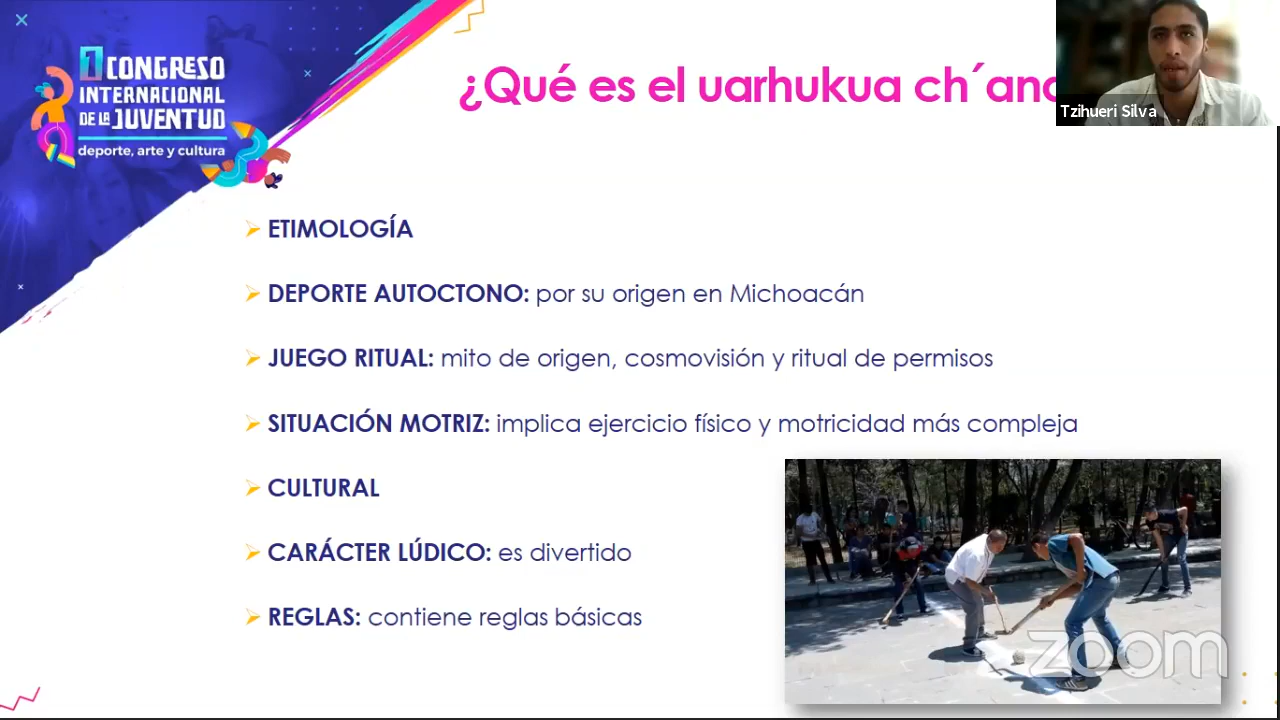 1 CONGRESO
INTERNACIONAL
DE LA JUVENTUD
deporte, arte y cultura
¿Qué es el uarhukua ch´ana
Tzihueri Silva
ETIMOLOGÍA
DEPORTE AUTOCTONO: por su origen en Michoacán
JUEGO RITUAL: mito de origen, cosmovisión y ritual de permisos
SITUACIÓN MOTRIZ: implica ejercicio físico y motricidad más compleja
CULTURAL
CARÁCTER LÚDICO: es divertido
REGLAS: contiene reglas básicas
zoom